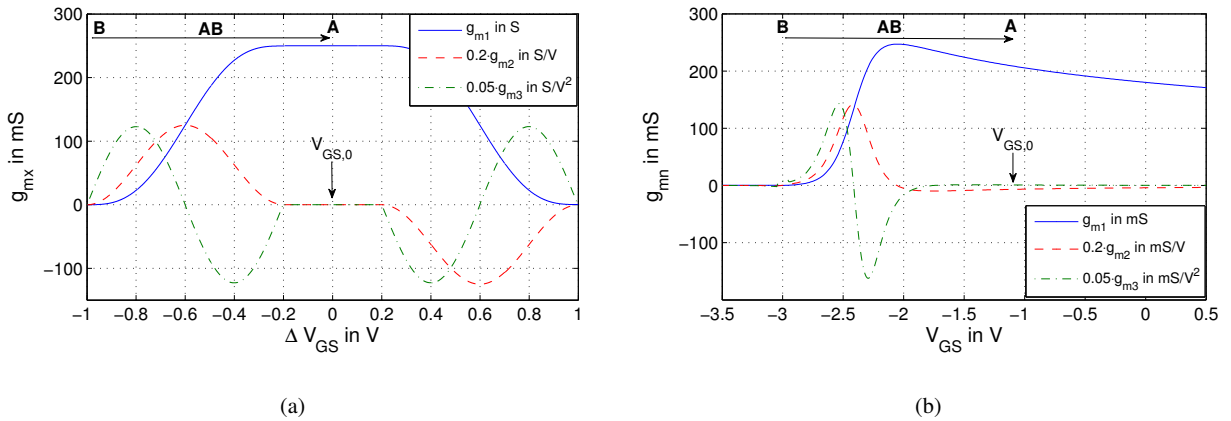 B AB A
g_m1 in S
0.2·g_m2 in S/V
0.05·g_m3 in S/V²
V_GS,0
300
250
200
100
0
−100
g_mx in mS
−1 −0.8 −0.6 −0.4 −0.2 0 0.2 0.4 0.6 0.8 1
Δ V_GS in V
(a)
B AB A
V_GS,0
g_m1 in mS
0.2·g_m2 in mS/V
0.05·g_m3 in mS/V²
300
200
100
0
−100
g_mn in mS
−3.5 −3 −2.5 −2 −1.5 −1 −0.5 0 0.5
V_GS in V
(b)